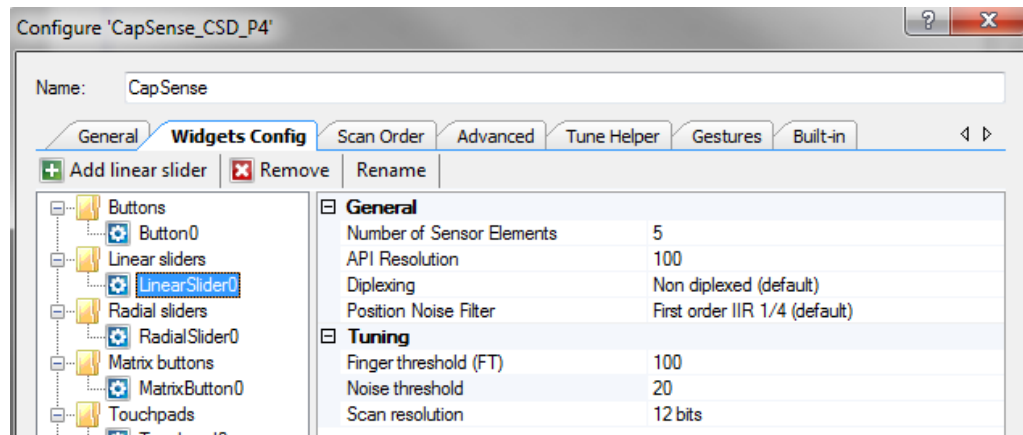 Configure 'CapSense_CSD_P4'
Name: CapSense
General Widgets Config Scan Order Advanced Tune Helper Gestures Built-in
Add linear slider Remove Rename
Buttons
Button0
Linear sliders
LinearSlider0
Radial sliders
RadialSlider0
Matrix buttons
MatrixButton0
Touchpads
General
Number of Sensor Elements 5
API Resolution 100
Diplexing Non diplexed (default)
Position Noise Filter First order IIR 1/4 (default)
Tuning
Finger threshold (FT) 100
Noise threshold 20
Scan resolution 12 bits